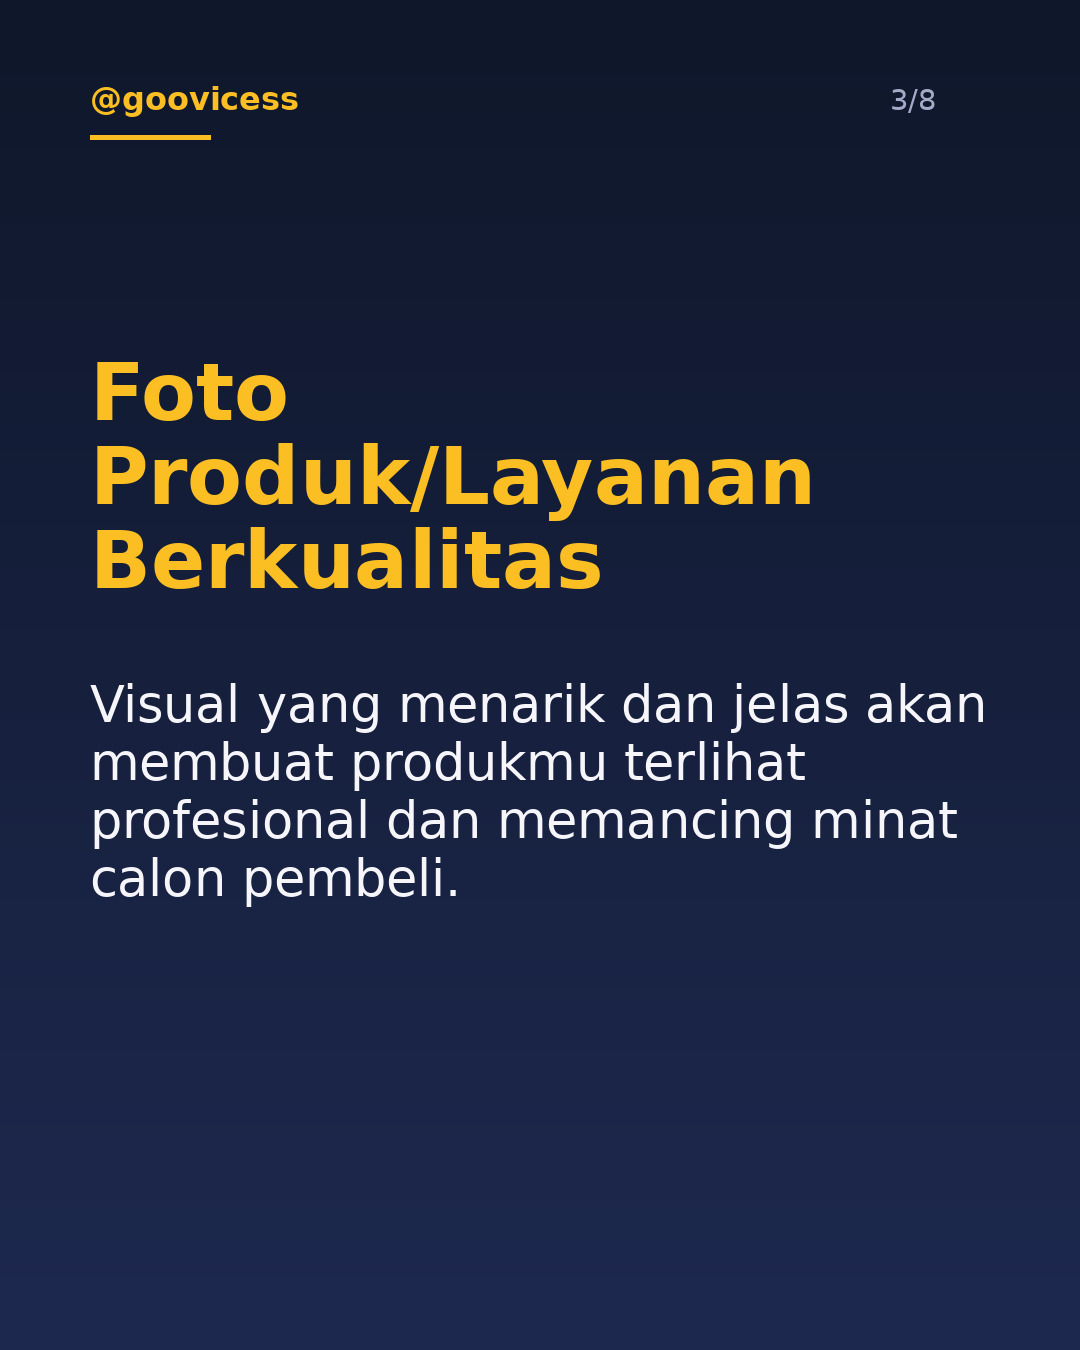 @goovicess
3/8
Foto
Produk/Layanan
Berkualitas
Visual yang menarik dan jelas akan
membuat produkmu terlihat
profesional dan memancing minat
calon pembeli.